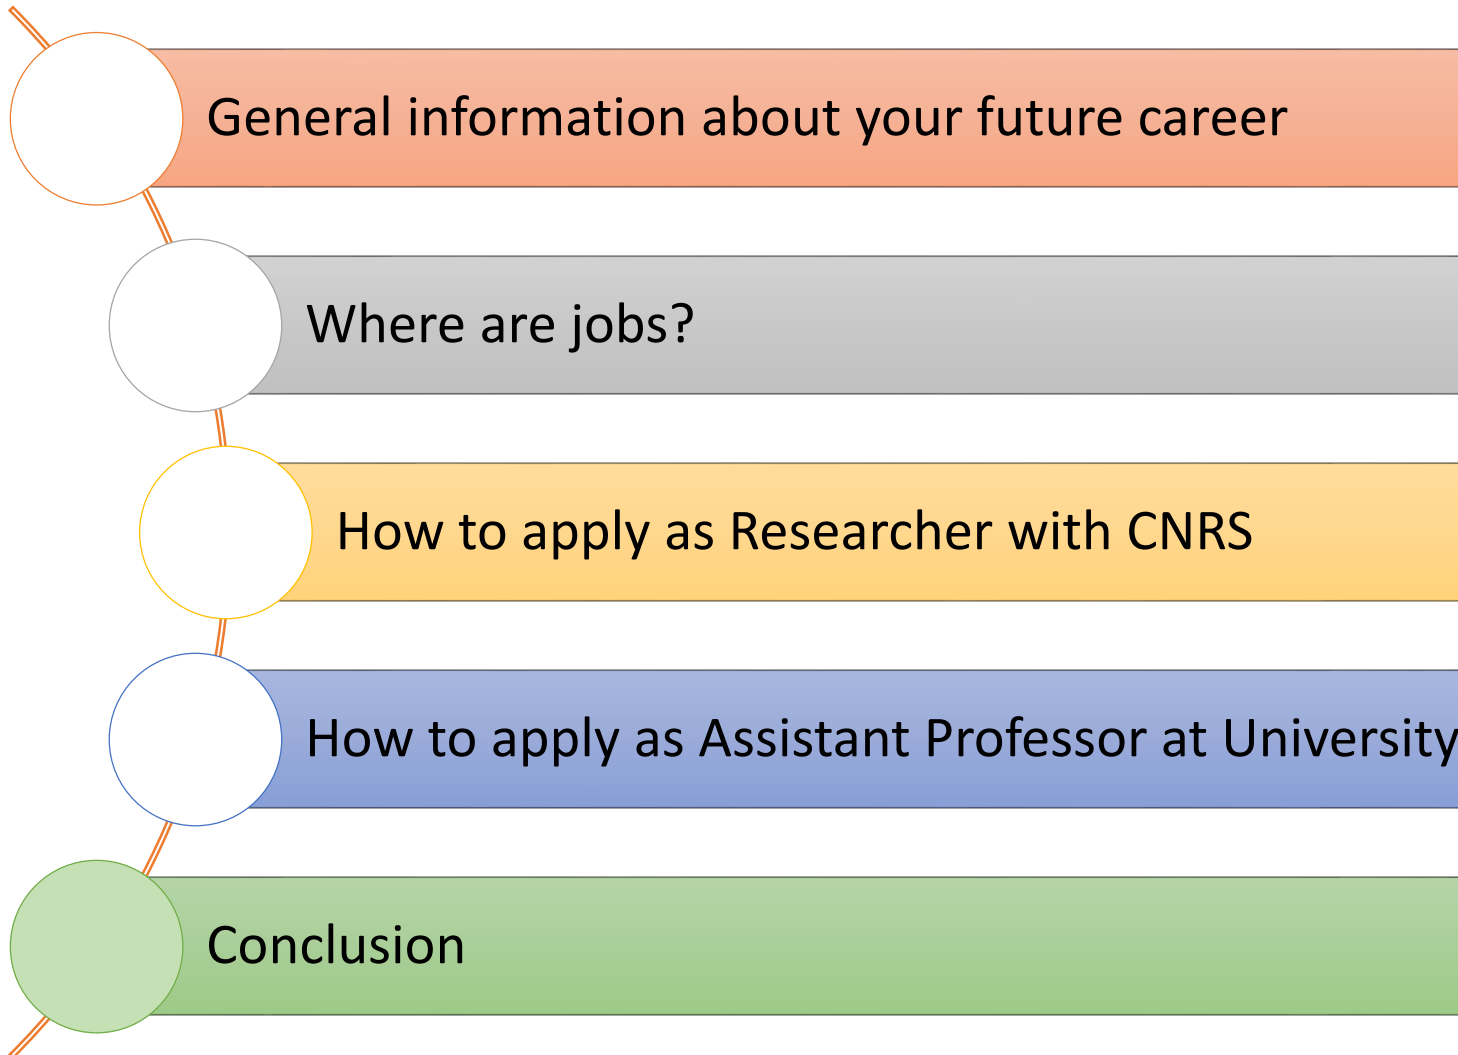 General information about your future career
Where are jobs?
How to apply as Researcher with CNRS
How to apply as Assistant Professor at University
Conclusion